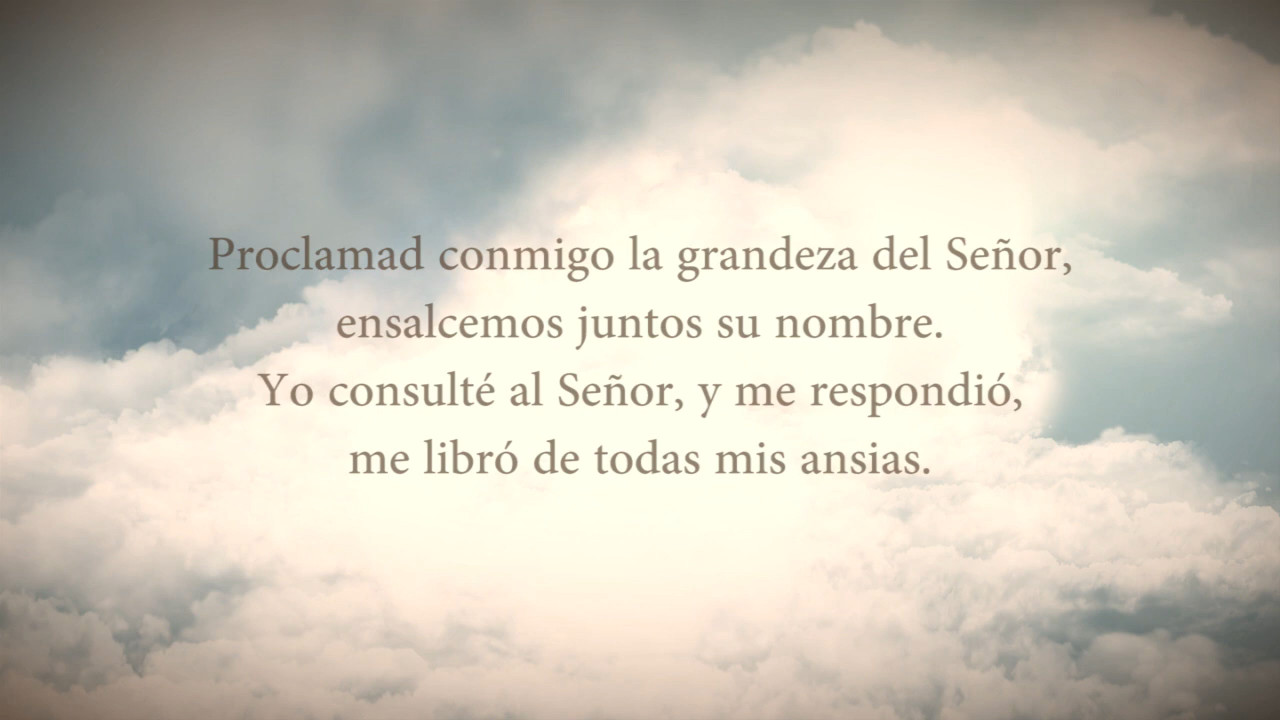 Proclamad conmigo la grandeza del Señor,
ensalcemos juntos su nombre.
Yo consulté al Señor, y me respondió,
me libró de todas mis ansias.